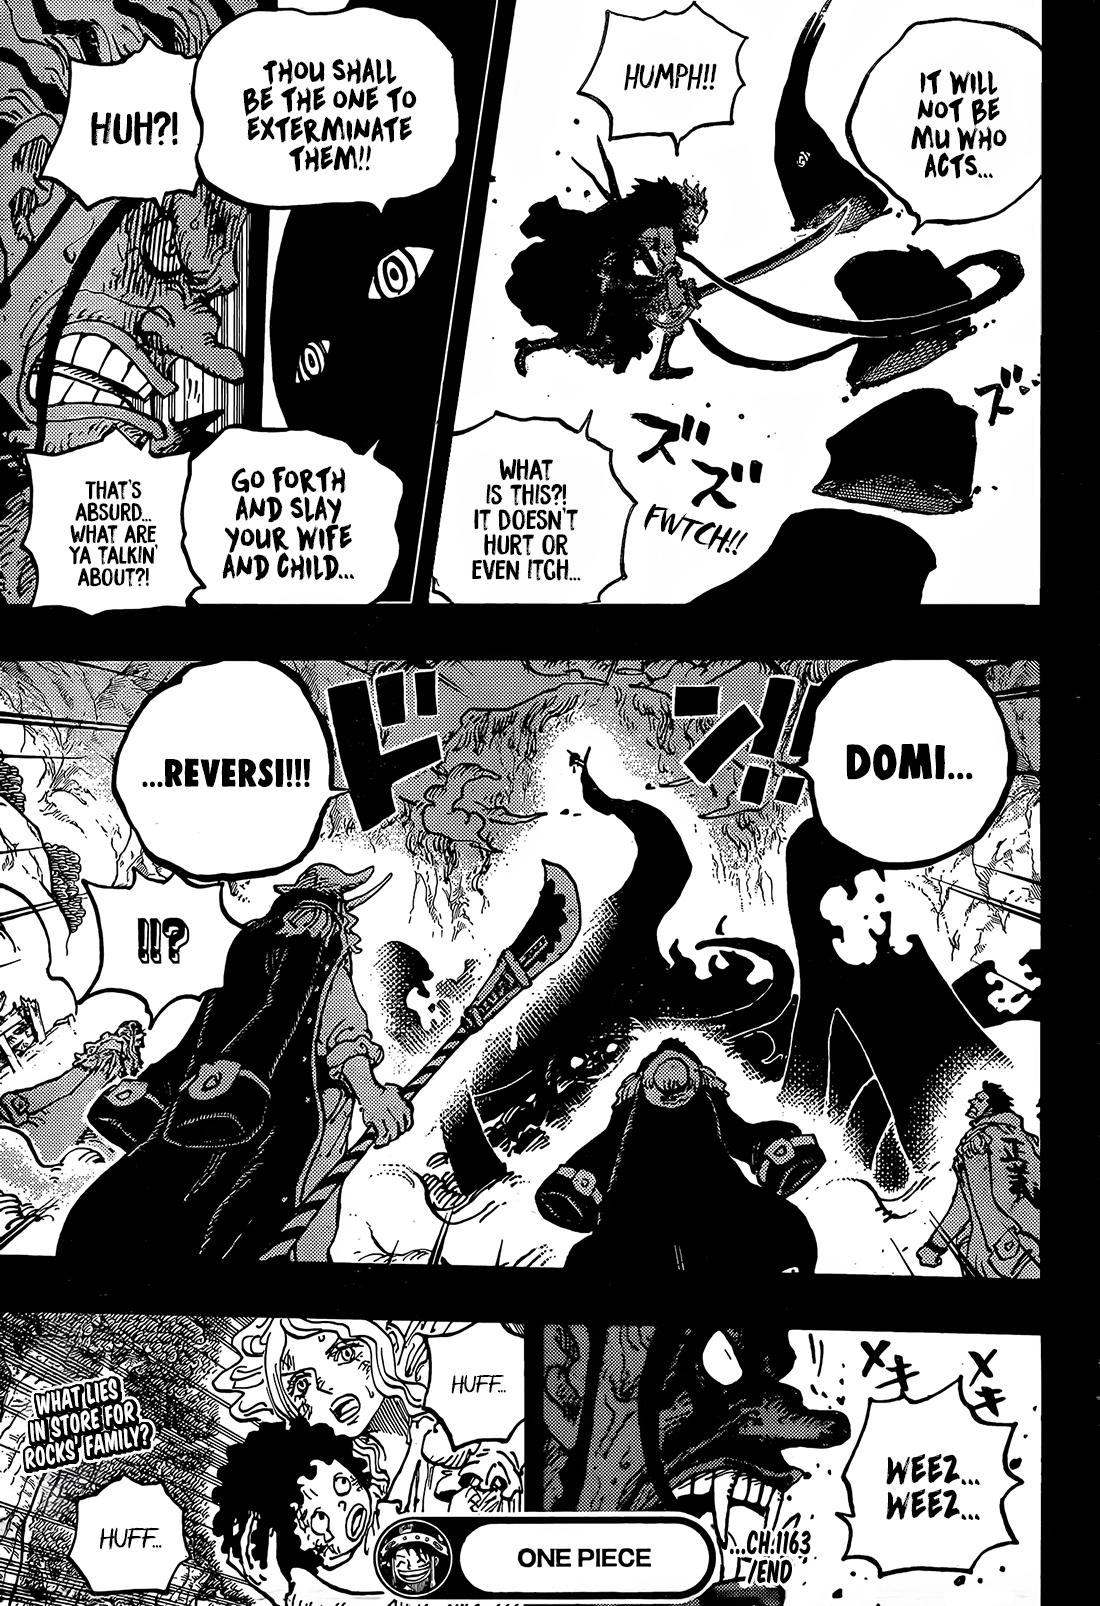 IT WILL
NOT BE
MU WHO
ACTS...
HUMPH!!
ズズズ
ズ
FWTCH!!
WHAT
IS THIS?!
IT DOESN'T
HURT OR
EVEN ITCH...
THOU SHALL
BE THE ONE TO
EXTERMINATE
THEM!!
HUH?!
GO FORTH
AND SLAY
YOUR WIFE
AND CHILD...
THAT'S
ABSURD...
WHAT ARE
YA TALKIN'
ABOUT?!
DOMI...
ドン!!
...REVERSI!!!
!!?
正義
メキ
メキ
WEEZ...
WEEZ...
HUFF...
WHAT LIES
IN STORE FOR
ROCKS' FAMILY?
HUFF...
ONE PIECE
...CH.1163
/END